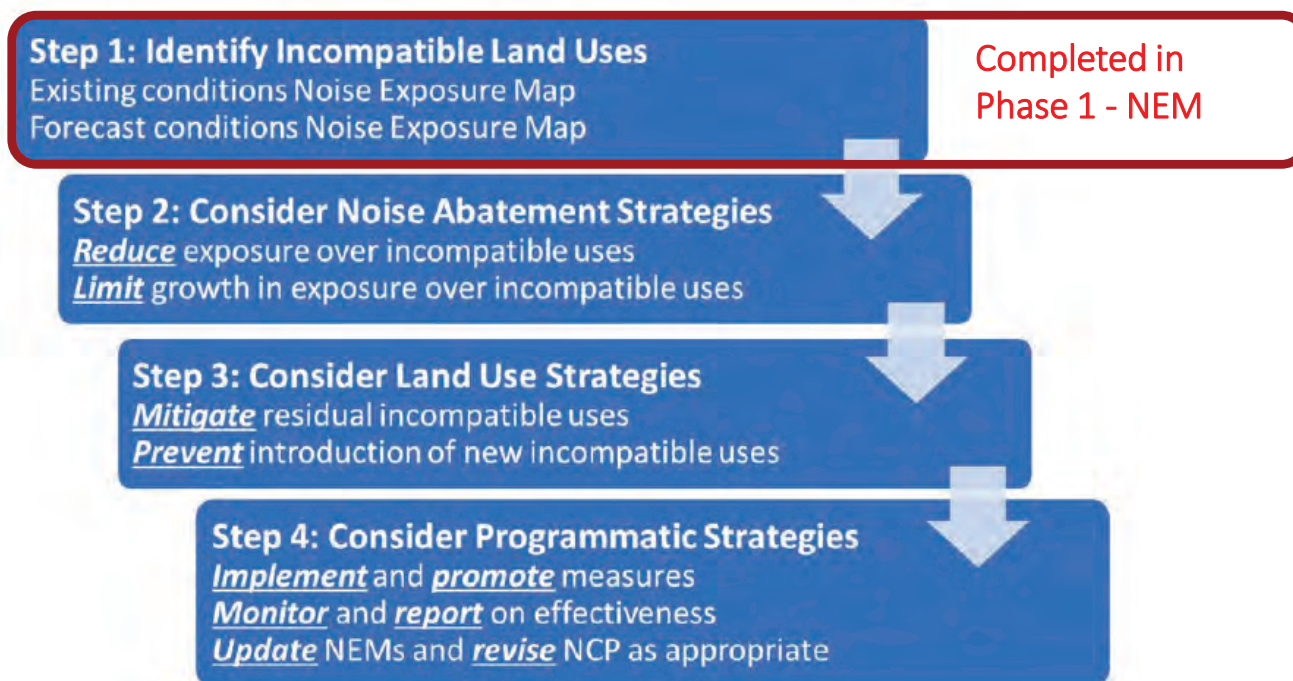 Step 1: Identify Incompatible Land Uses
Existing conditions Noise Exposure Map
Forecast conditions Noise Exposure Map
Completed in
Phase 1 - NEM
Step 2: Consider Noise Abatement Strategies
Reduce exposure over incompatible uses
Limit growth in exposure over incompatible uses
Step 3: Consider Land Use Strategies
Mitigate residual incompatible uses
Prevent introduction of new incompatible uses
Step 4: Consider Programmatic Strategies
Implement and promote measures
Monitor and report on effectiveness
Update NEMs and revise NCP as appropriate